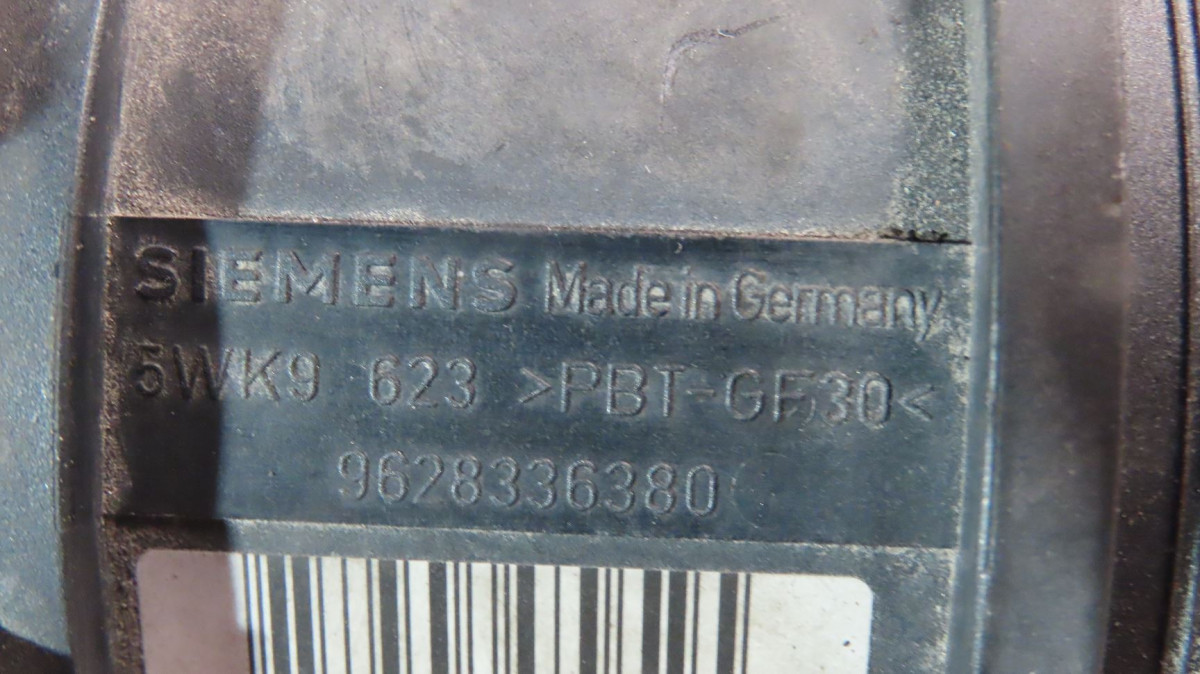 SIEMENS Made in Germany
5WK9 623 >PBT-GF30<
9628336380